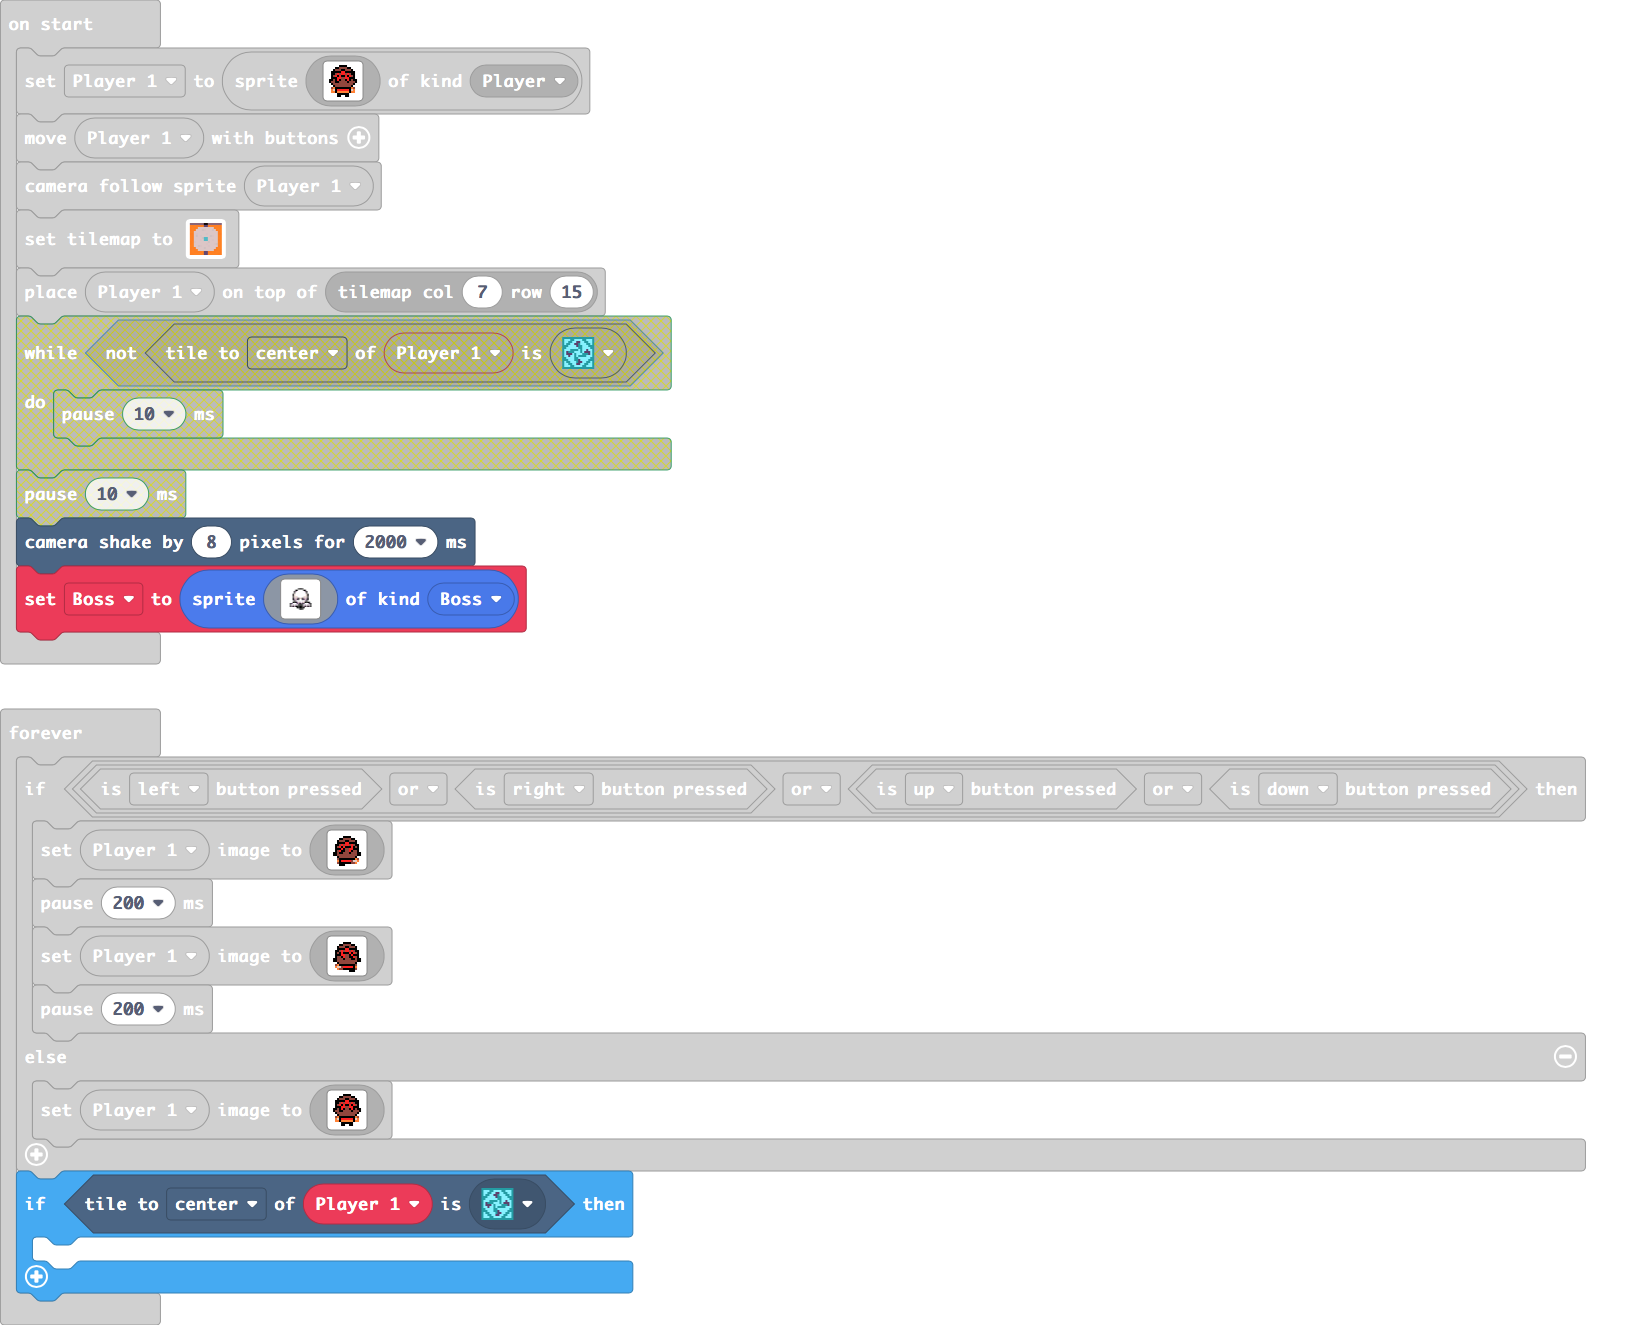 on start
set Player 1 to sprite of kind Player
move Player 1 with buttons
camera follow sprite Player 1
set tilemap to
place Player 1 on top of tilemap col 7 row 15
while not tile to center of Player 1 is
do pause 10 ms
pause 10 ms
camera shake by 8 pixels for 2000 ms
set Boss to sprite of kind Boss
forever
if is left button pressed or is right button pressed or is up button pressed or is down button pressed then
set Player 1 image to
pause 200 ms
set Player 1 image to
pause 200 ms
else
set Player 1 image to
if tile to center of Player 1 is then